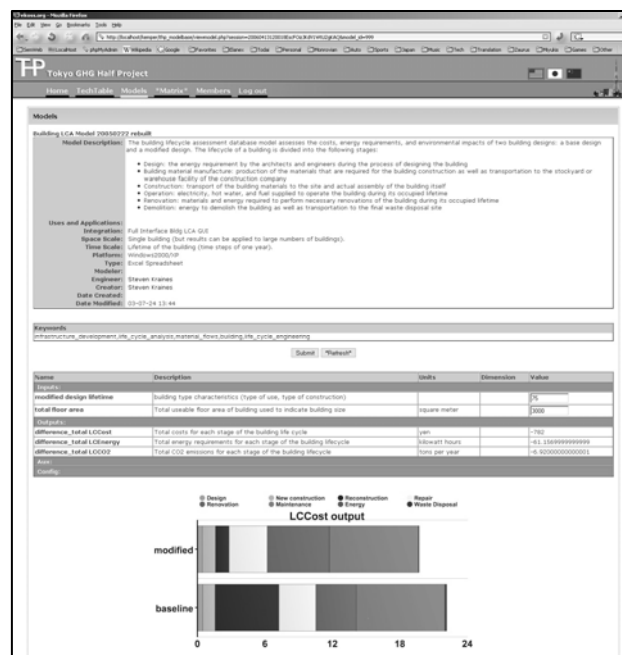 ekoss.org - Mozilla Firefox
File Edit View Go Bookmarks Tools Help
THP Tokyo GHG Half Project
Home TechTable Models *Matrix* Members Log out
Models
Building LCA Model 20050222 rebuilt
Model Description: The building lifecycle assessment database model assesses the costs, energy requirements, and environmental impacts of two building designs: a base design
and a modified design. The lifecycle of a building is divided into the following stages:
• Design: the energy requirement by the architects and engineers during the process of designing the building
• Building material manufacture: production of the materials that are required for the building construction as well as transportation to the stockyard or
warehouse facility of the construction company
• Construction: transport of the building materials to the site and actual assembly of the building itself
• Operation: electricity, hot water, and fuel supplied to operate the building during its occupied lifetime
• Renovation: materials and energy required to perform necessary renovations of the building during its occupied lifetime
• Demolition: energy to demolish the building as well as transportation to the final waste disposal site
Uses and Applications:
Integration: Full Interface Bldg LCA GUI
Space Scale: Single building (but results can be applied to large numbers of buildings).
Time Scale: Lifetime of the building (time steps of one year).
Platform: Windows2000/XP
Type: Excel Spreadsheet
Modeler:
Engineer: Steven Kraines
Creator: Steven Kraines
Date Created:
Date Modified: 03-07-24 13:44
Keywords
infrastructure_development,life_cycle_analysis,material_flows,building,life_cycle_engineering
Submit *Refresh*
Name Description Units Dimension Value
Inputs:
modified design lifetime building type characteristics (type of use, type of construction) 75
total floor area Total useable floor area of building used to indicate building size square meter 3000
Outputs:
difference_total LCCost Total costs for each stage of the building life cycle yen -782
difference_total LCEnergy Total energy requirements for each stage of the building lifecycle kilowatt hours -61.1569999999999
difference_total LCCO2 Total CO2 emissions for each stage of the building lifecycle tons per year -6.92000000000001
Aux:
Config:
Design New construction Reconstruction Repair
Renovation Maintenance Energy Waste Disposal
LCCost output
modified
baseline
0 6 12 18 24